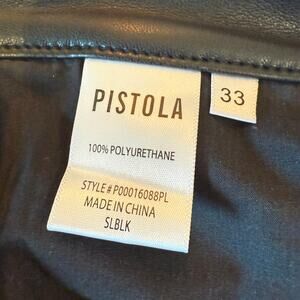 PISTOLA
33
100% POLYURETHANE
STYLE # P00016088PL
MADE IN CHINA
SLBLK